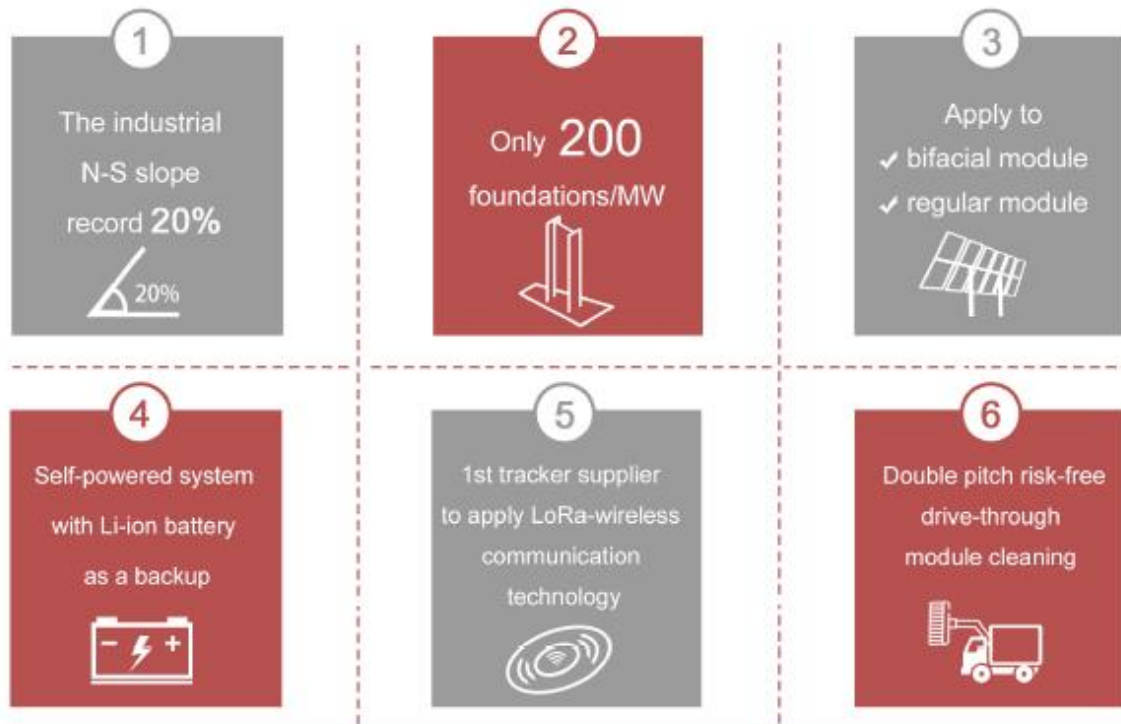 1
The industrial
N-S slope
record 20%
20%
2
Only 200
foundations/MW
3
Apply to
✓ bifacial module
✓ regular module
4
Self-powered system
with Li-ion battery
as a backup
5
1st tracker supplier
to apply LoRa-wireless
communication
technology
6
Double pitch risk-free
drive-through
module cleaning